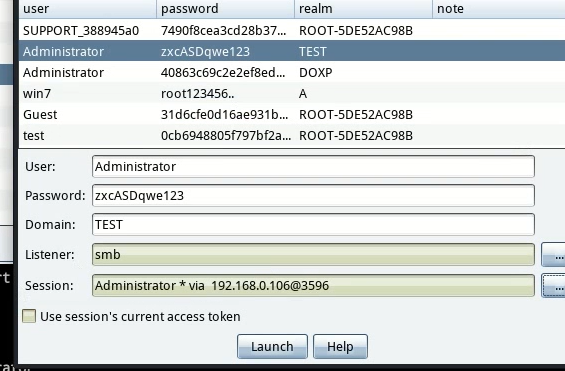 user password realm note
SUPPORT_388945a0 7490f8cea3cd28b37... ROOT-5DE52AC98B
Administrator zxcASDqwe123 TEST
Administrator 40863c69c2e2ef8ed... DOXP
win7 root123456.. A
Guest 31d6cfe0d16ae931b... ROOT-5DE52AC98B
test 0cb6948805f797bf2a... ROOT-5DE52AC98B
User: Administrator
Password: zxcASDqwe123
Domain: TEST
Listener: smb ...
Session: Administrator * via 192.168.0.106@3596 ...
Use session's current access token
Launch Help